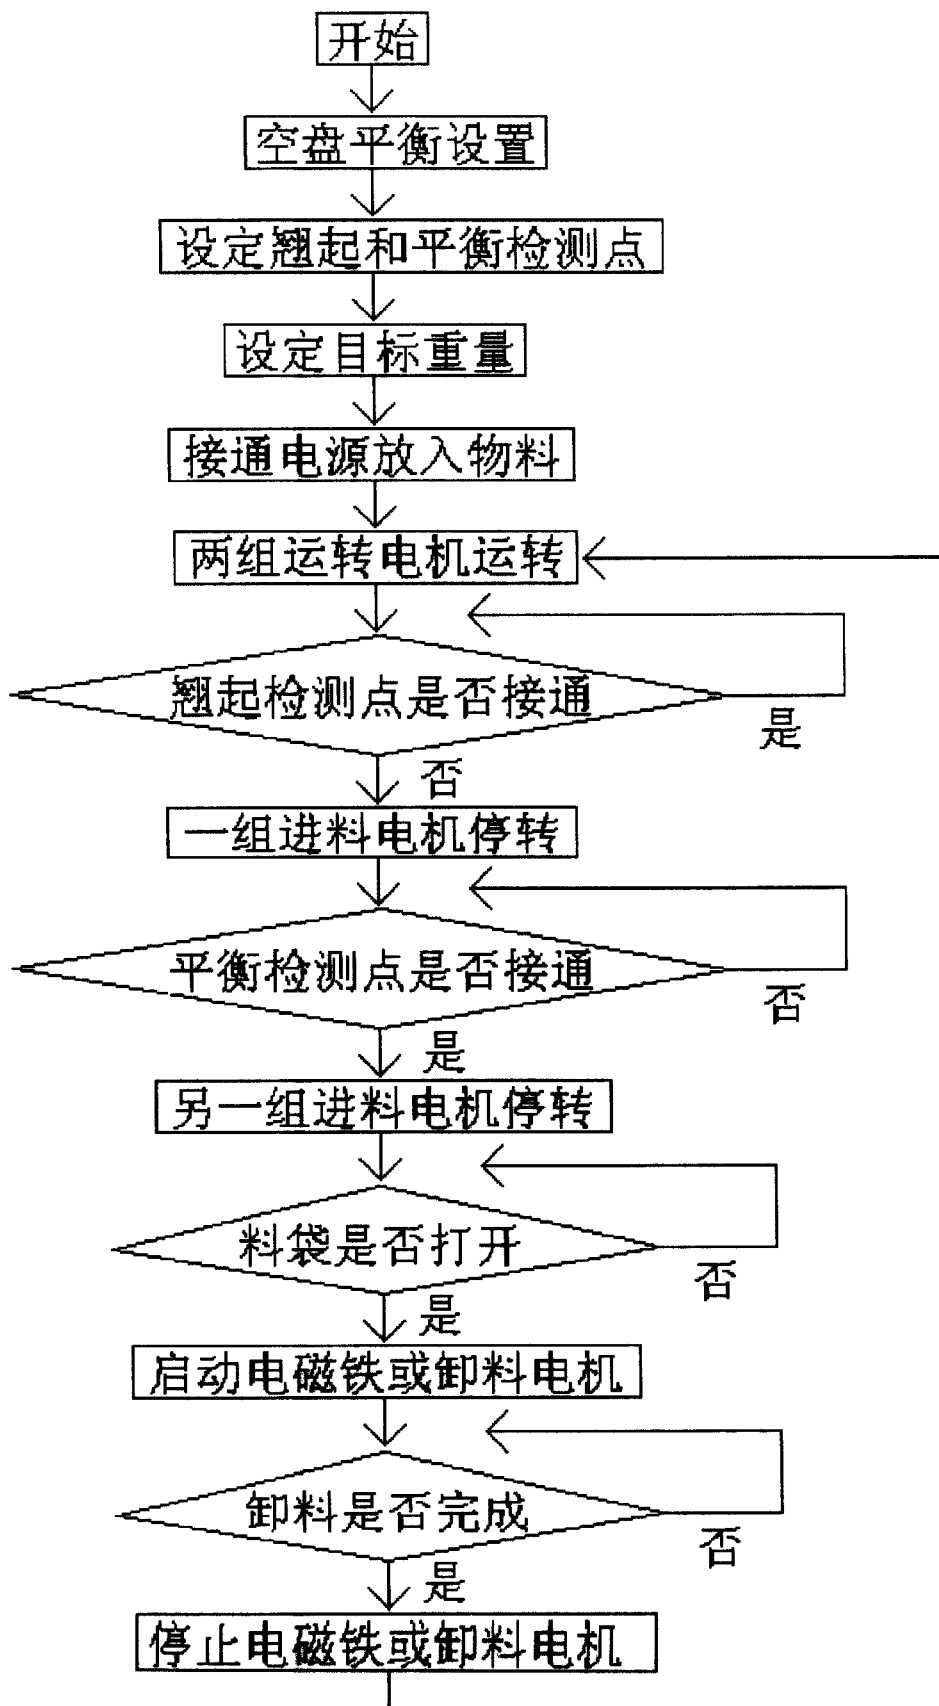 开始
空盘平衡设置
设定翘起和平衡检测点
设定目标重量
接通电源放入物料
两组运转电机运转
翘起检测点是否接通
是
否
一组进料电机停转
平衡检测点是否接通
否
是
另一组进料电机停转
料袋是否打开
否
是
启动电磁铁或卸料电机
卸料是否完成
否
是
停止电磁铁或卸料电机